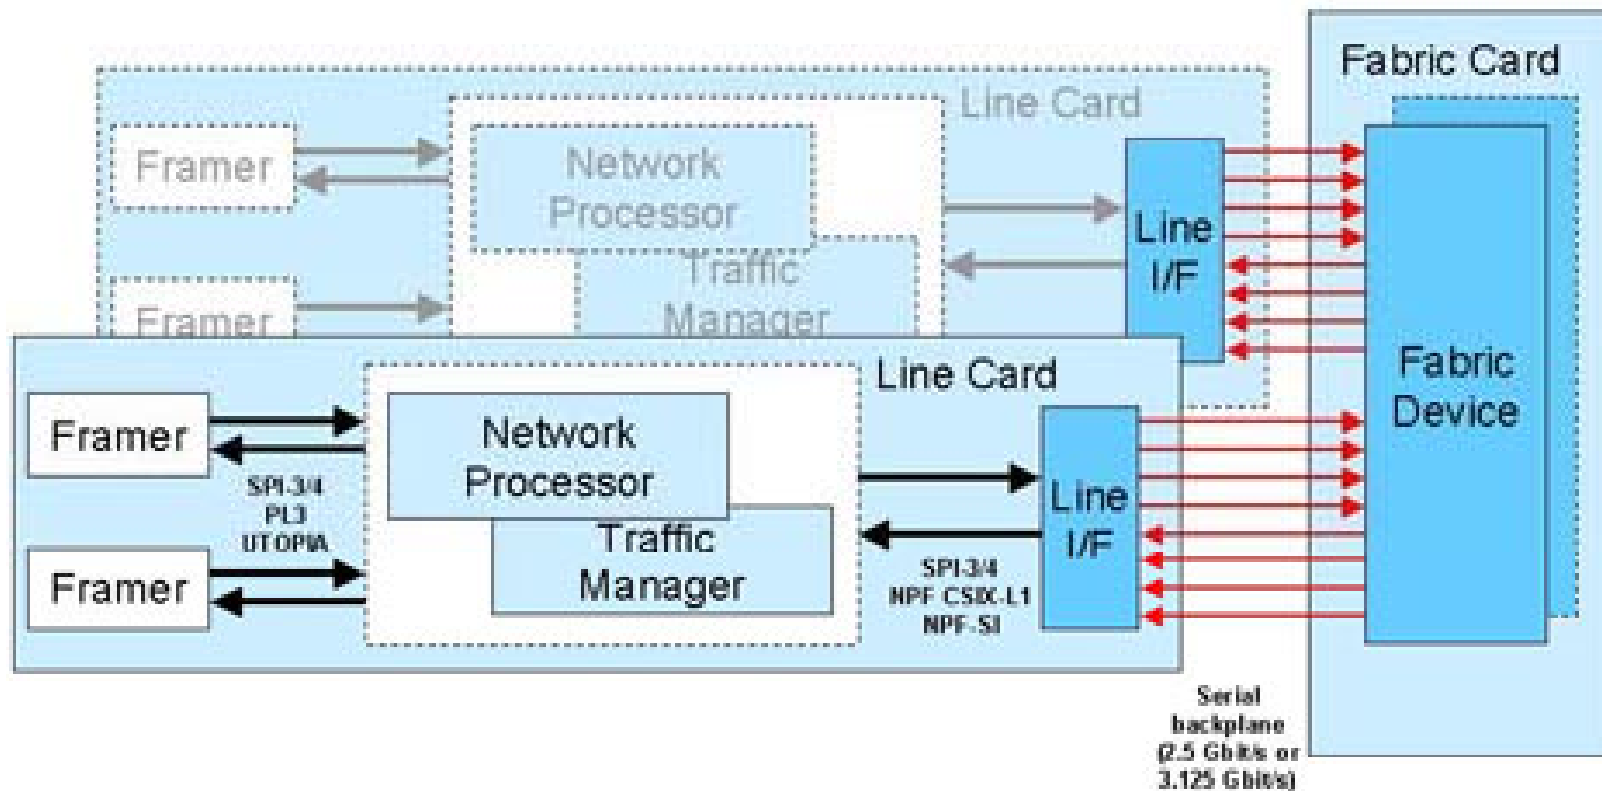 Fabric Card
Line Card
Framer
Network
Processor
Line
I/F
Traffic
Manager
Framer
Fabric
Device
Line Card
Framer
Network
Processor
SPI-3/4
PL3
UTOPIA
Line
I/F
Traffic
Manager
Framer
SPI-3/4
NPF CSIX-L1
NPF-SI
Serial
backplane
(2.5 Gbit/s or
3.125 Gbit/s)